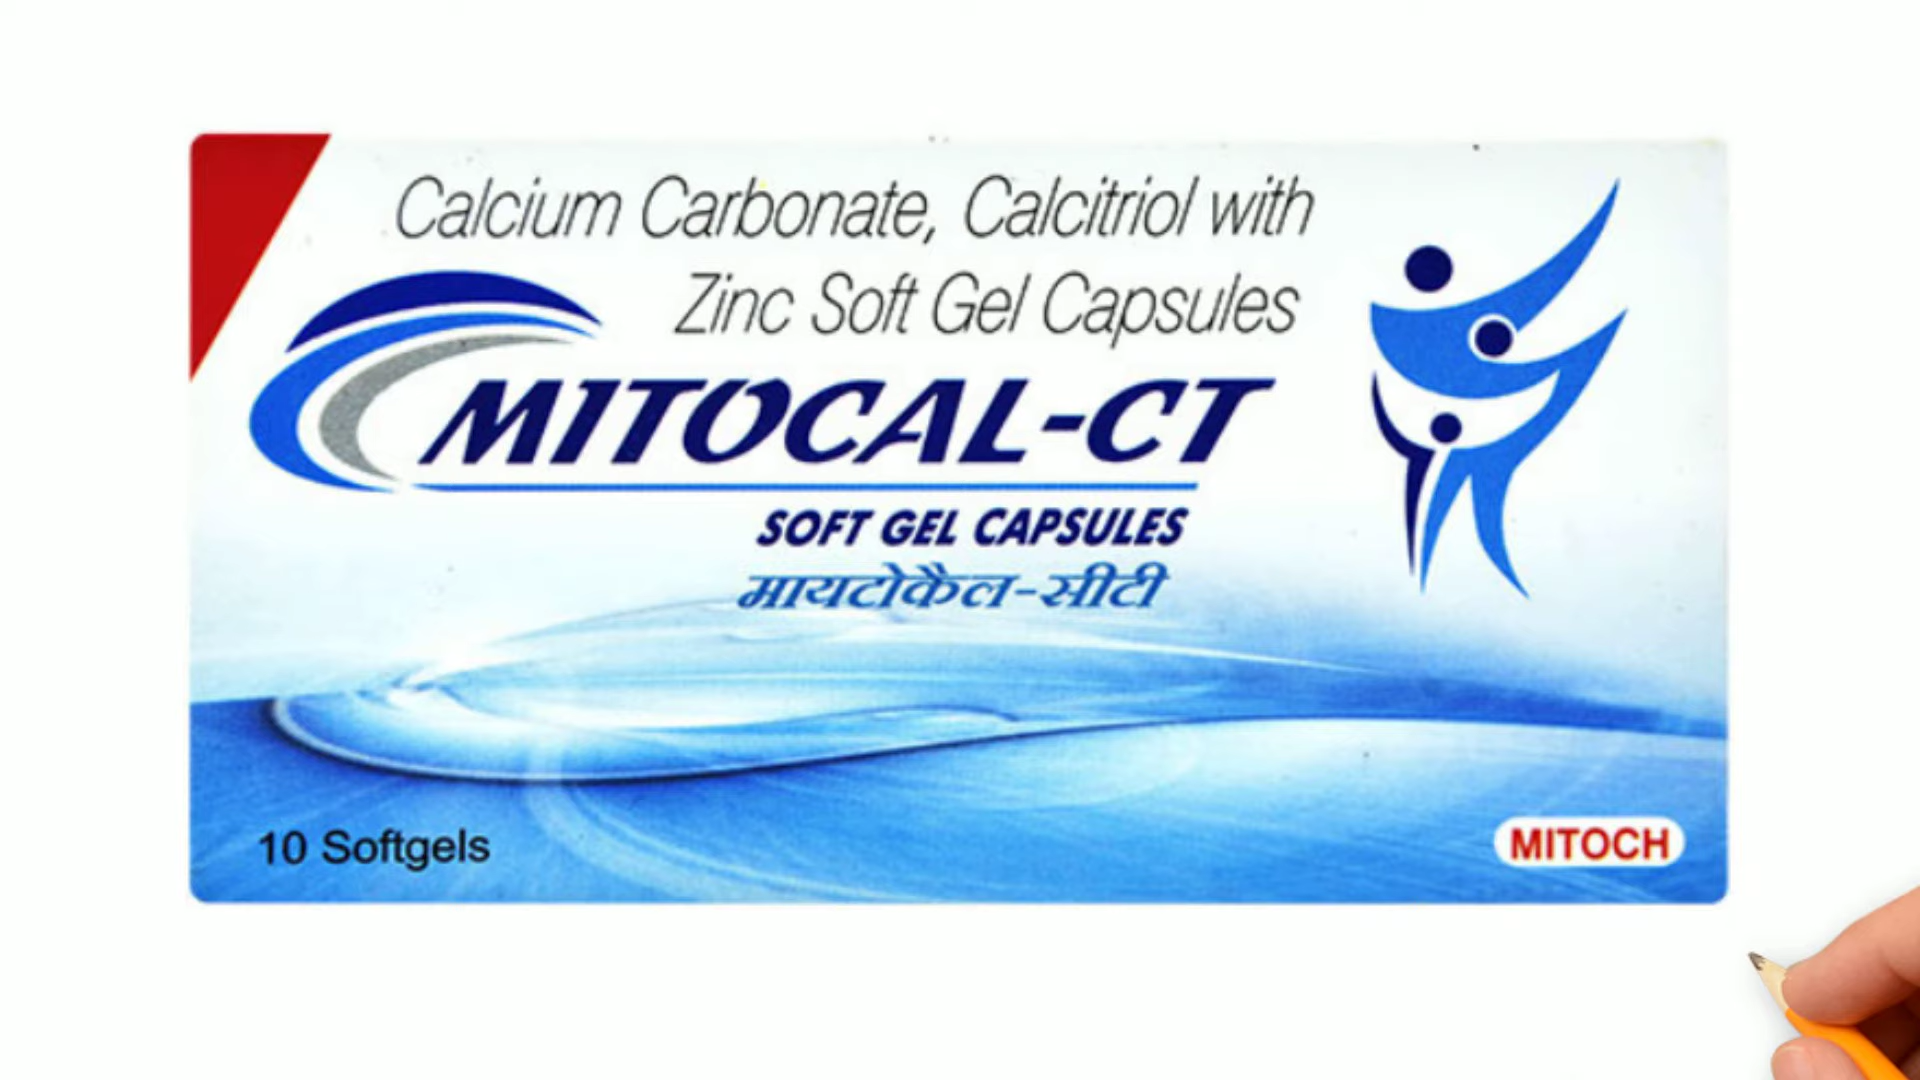 Calcium Carbonate, Calcitriol with
Zinc Soft Gel Capsules
MITOCAL-CT
SOFT GEL CAPSULES
मायटोकैल-सीटी
10 Softgels
MITOCH